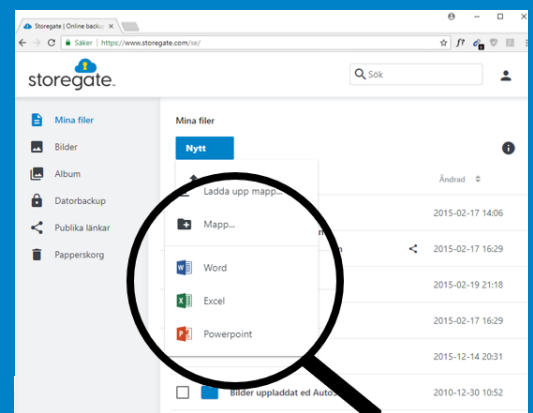 Storegate | Online backu
Säker | https://www.storegate.com/se/
storegate.
Sök
Mina filer
Bilder
Album
Datorbackup
Publika länkar
Papperskorg
Mina filer
Nytt
Ändrad
Ladda upp mapp...
Mapp...
Word
Excel
Powerpoint
2015-02-17 14:06
2015-02-17 16:29
2015-02-19 21:18
2015-02-17 16:29
2015-12-14 20:31
Bilder uppladdat ed
2010-12-30 10:52